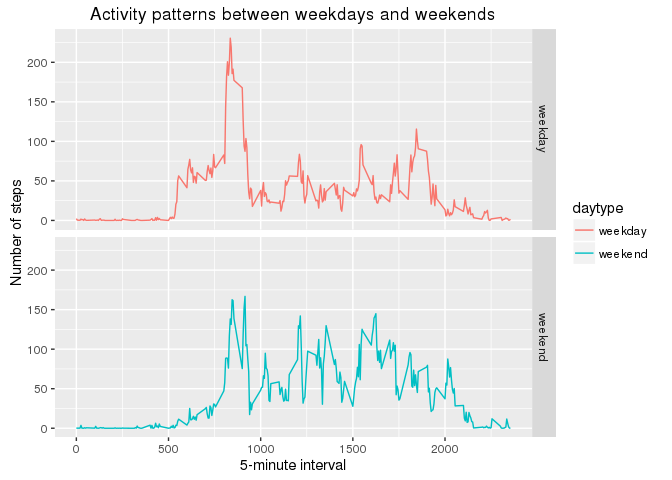 Activity patterns between weekdays and weekends
Number of steps
200
150
100
50
0
weekday
200
150
100
50
0
weekend
0 500 1000 1500 2000
5-minute interval
daytype
weekday
weekend